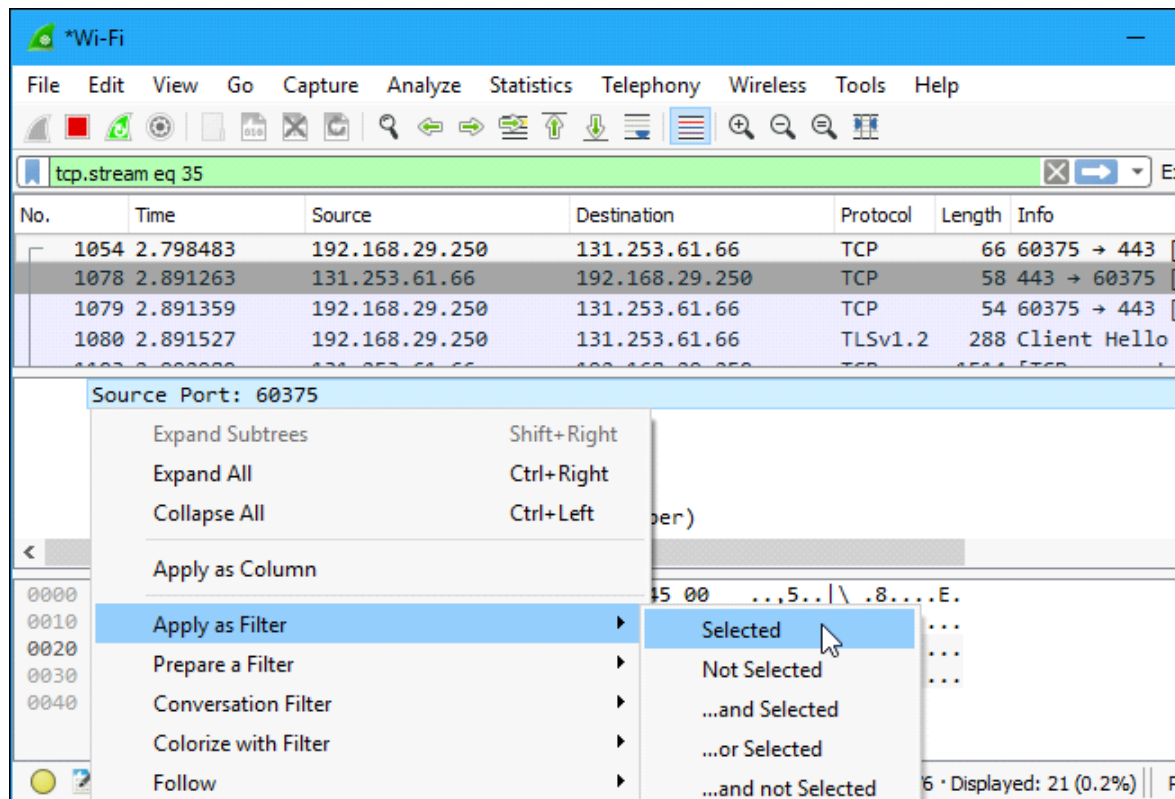 *Wi-Fi
File Edit View Go Capture Analyze Statistics Telephony Wireless Tools Help
tcp.stream eq 35
No. Time Source Destination Protocol Length Info
1054 2.798483 192.168.29.250 131.253.61.66 TCP 66 60375 → 443 [
1078 2.891263 131.253.61.66 192.168.29.250 TCP 58 443 → 60375 [
1079 2.891359 192.168.29.250 131.253.61.66 TCP 54 60375 → 443 [
1080 2.891527 192.168.29.250 131.253.61.66 TLSv1.2 288 Client Hello
Source Port: 60375
Expand Subtrees Shift+Right
Expand All Ctrl+Right
Collapse All Ctrl+Left
ber)
Apply as Column
0000 45 00 ..,5..|\ .8....E.
0010 Apply as Filter ...
Selected
0020 ...
0030 Prepare a Filter Not Selected ...
0040 Conversation Filter ...and Selected
Colorize with Filter ...or Selected
Follow ...and not Selected
6 · Displayed: 21 (0.2%)